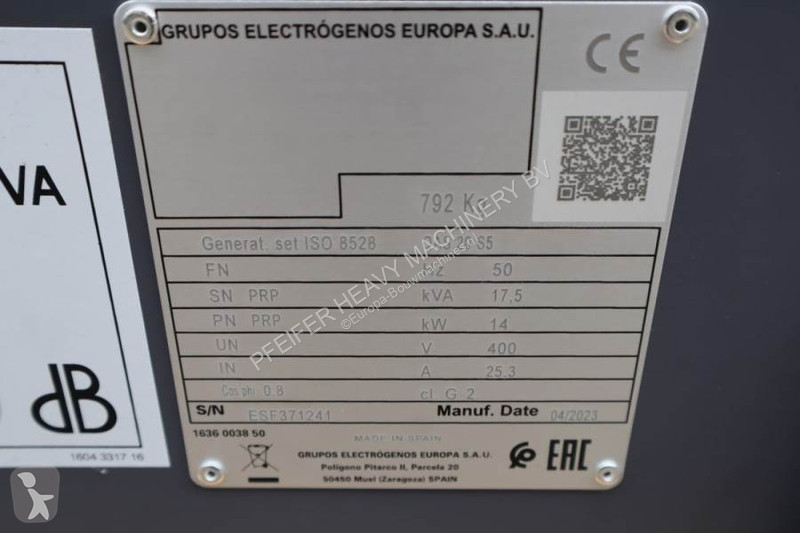 GRUPOS ELECTRÓGENOS EUROPA S.A.U.
CE
VA
792
Generat. set ISO 8528
FN Hz 50
SN PRP kVA 17,5
PN PRP kW 14
UN V 400
IN A 25.3
Cos phi 0.8 cl G 2
S/N ESF371241 Manuf. Date 04/2023
1636 0038 50
MADE IN SPAIN
GRUPOS ELECTRÓGENOS EUROPA S.A.U.
Polígono Pitarco II, Parcela 20
50450 Muel (Zaragoza) SPAIN
EAC
dB
1604 3317 16
PFEIFER HEAVY MACHINERY BV
©Europa-Bouwmachines